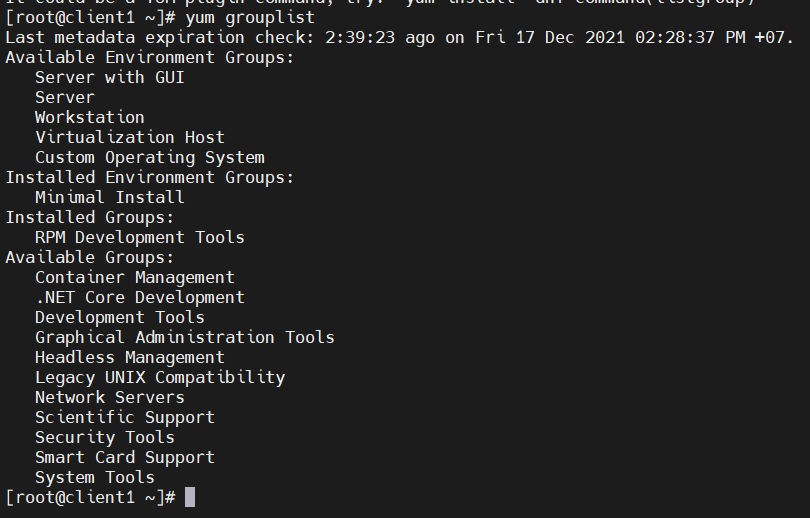 It could be a YUM plugin command, try: "yum install 'dnf-command(listgroup)'"
[root@client1 ~]# yum grouplist
Last metadata expiration check: 2:39:23 ago on Fri 17 Dec 2021 02:28:37 PM +07.
Available Environment Groups:
   Server with GUI
   Server
   Workstation
   Virtualization Host
   Custom Operating System
Installed Environment Groups:
   Minimal Install
Installed Groups:
   RPM Development Tools
Available Groups:
   Container Management
   .NET Core Development
   Development Tools
   Graphical Administration Tools
   Headless Management
   Legacy UNIX Compatibility
   Network Servers
   Scientific Support
   Security Tools
   Smart Card Support
   System Tools
[root@client1 ~]#